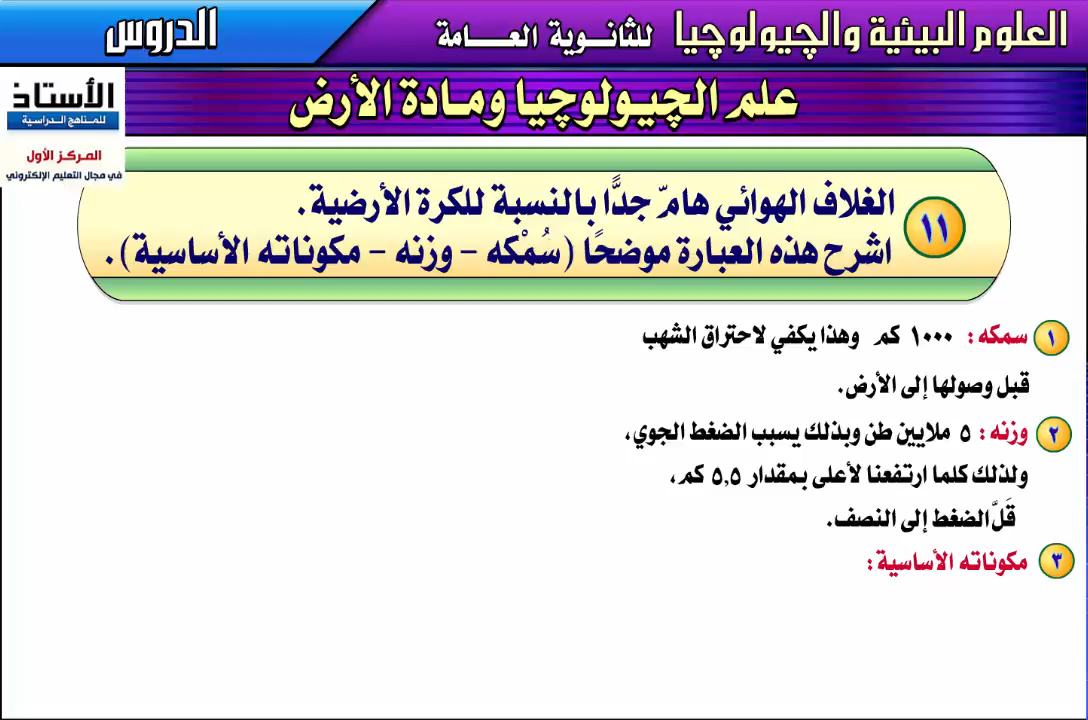 العلوم البيئية والچيولوچيا للثانوية العامة
الدروس
علم الچيولوچيا ومادة الأرض
الأستاذ
للمناهج الدراسية
المركز الأول
في مجال التعليم الإلكتروني
١١ الغلاف الهوائي هامّ جدًّا بالنسبة للكرة الأرضية.
اشرح هذه العبارة موضحًا (سُمْكه - وزنه - مكوناته الأساسية).
١ سمكه: ١٠٠٠ كم وهذا يكفي لاحتراق الشهب
قبل وصولها إلى الأرض.
٢ وزنه: ٥ ملايين طن وبذلك يسبب الضغط الجوي،
ولذلك كلما ارتفعنا لأعلى بمقدار ٥,٥ كم،
قَلَّ الضغط إلى النصف.
٣ مكوناته الأساسية: